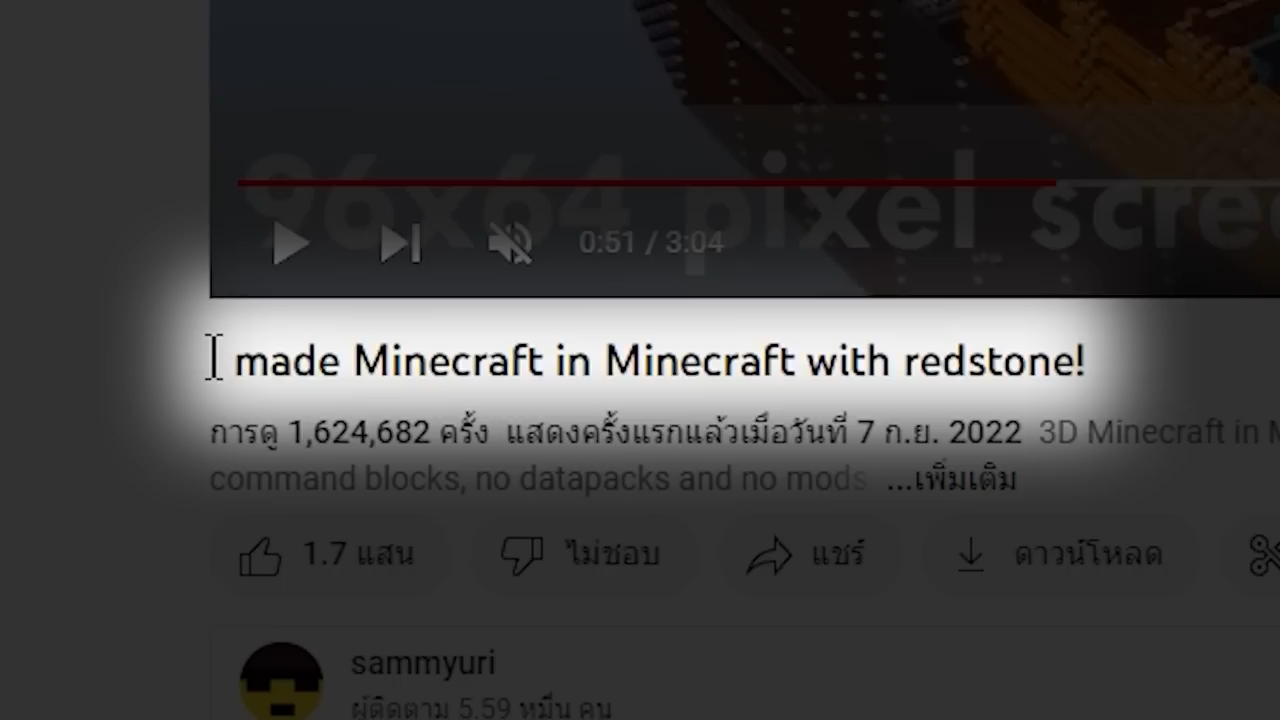 96x64 pixel scre
0:51 / 3:04
I made Minecraft in Minecraft with redstone!
การดู 1,624,682 ครั้ง แสดงครั้งแรกแล้วเมื่อวันที่ 7 ก.ย. 2022 3D Minecraft in M
command blocks, no datapacks and no mods ...เพิ่มเติม
1.7 แสน ไม่ชอบ แชร์ ดาวน์โหลด
sammyuri
ผู้ติดตาม 5.59 หมื่น คน